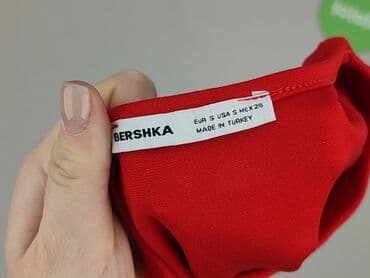 BERSHKA
EUR S USA S MEX 26
MADE IN TURKEY